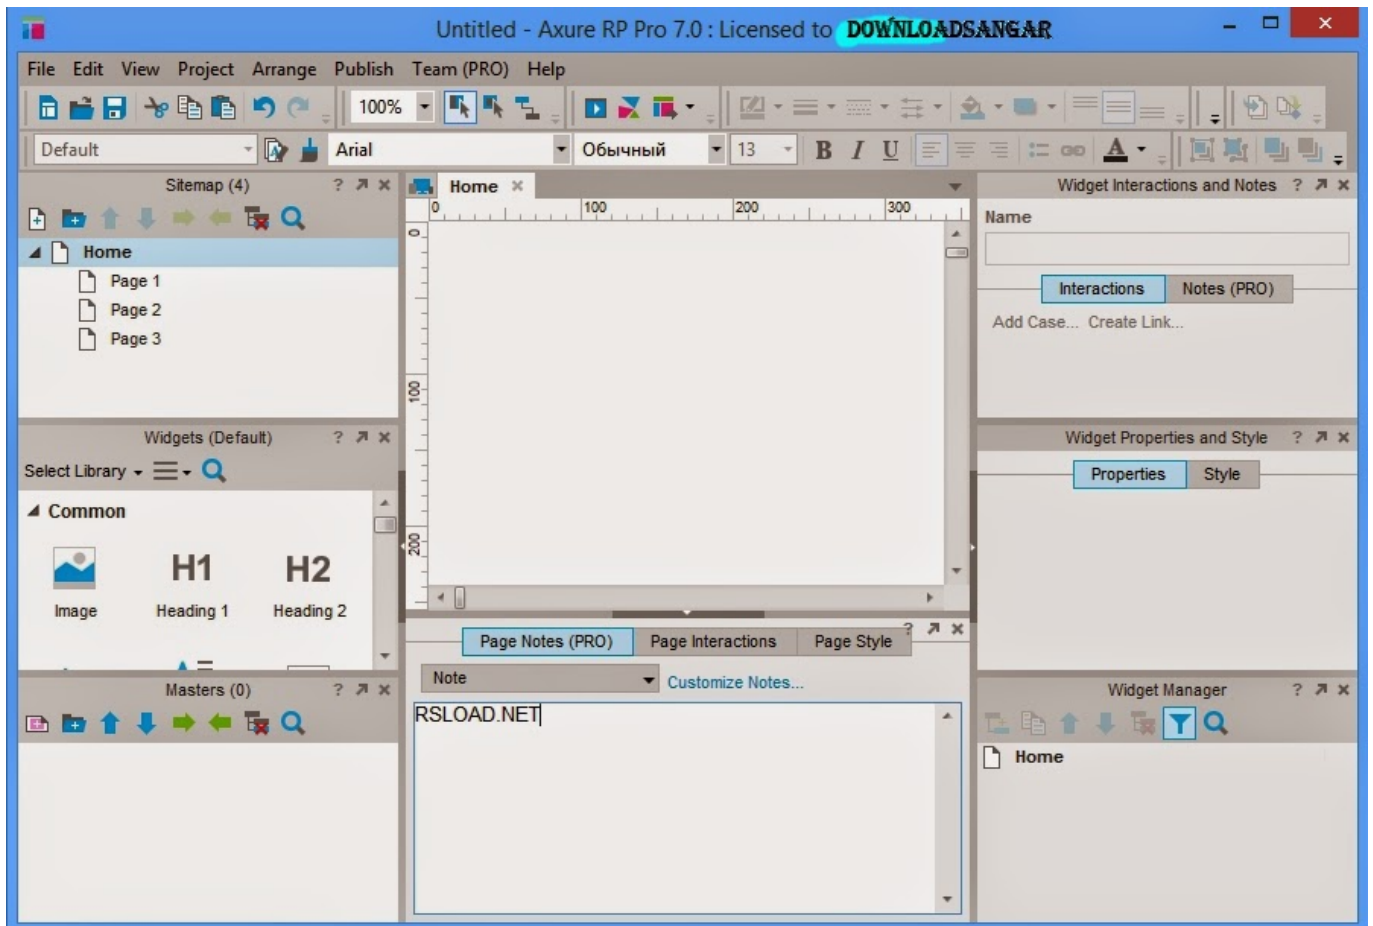 Untitled - Axure RP Pro 7.0 : Licensed to DOWNLOADSANGAR
File Edit View Project Arrange Publish Team (PRO) Help
100%
Default Arial Обычный 13 B I U A
Sitemap (4) ?
Home
Page 1
Page 2
Page 3
Widgets (Default) ?
Select Library
Common
H1 H2
Image Heading 1 Heading 2
Masters (0) ?
Home
0 100 200 300
0
100
200
Page Notes (PRO) Page Interactions Page Style ?
Note Customize Notes...
RSLOAD.NET
Widget Interactions and Notes ?
Name
Interactions Notes (PRO)
Add Case... Create Link...
Widget Properties and Style ?
Properties Style
Widget Manager ?
Home